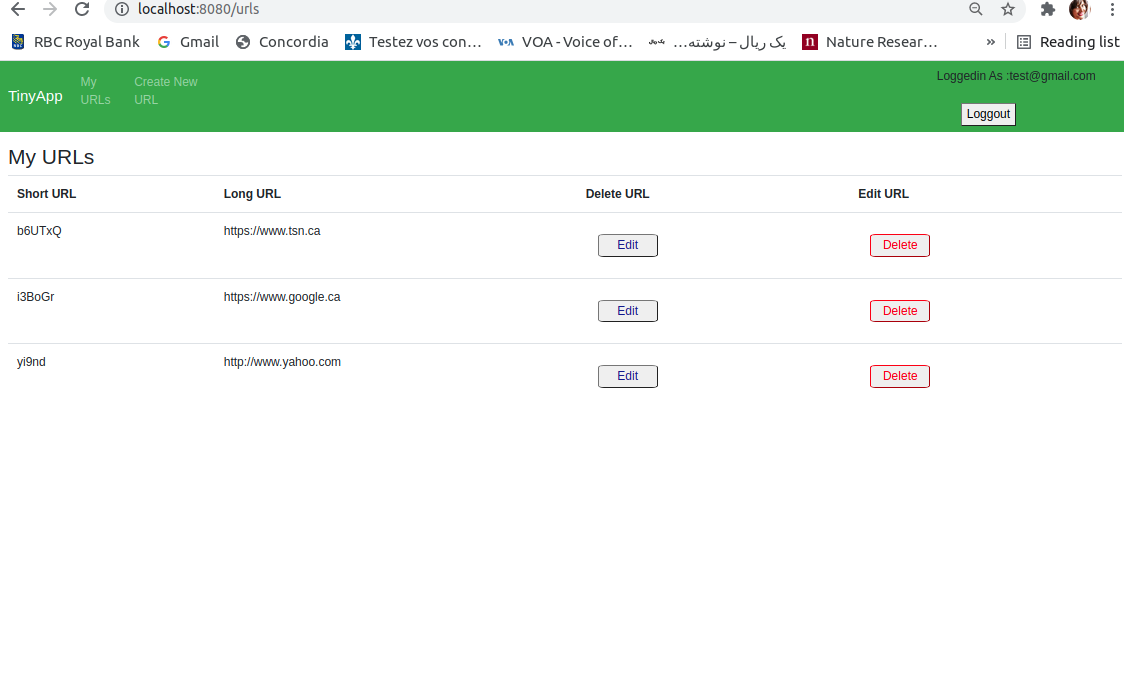 localhost:8080/urls
RBC Royal Bank Gmail Concordia Testez vos con... VOA - Voice of... یک ریال – نوشته... n Nature Resear... » Reading list
TinyApp My URLs Create New URL Loggedin As :test@gmail.com
Loggout
My URLs
Short URL Long URL Delete URL Edit URL
b6UTxQ https://www.tsn.ca Edit Delete
i3BoGr https://www.google.ca Edit Delete
yi9nd http://www.yahoo.com Edit Delete